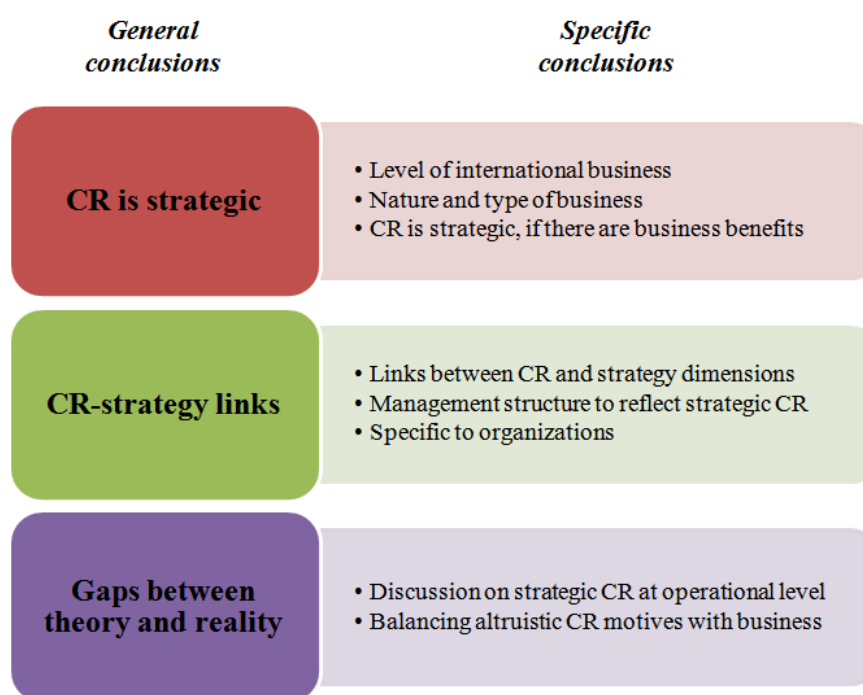 General
conclusions
Specific
conclusions
CR is strategic
• Level of international business
• Nature and type of business
• CR is strategic, if there are business benefits
CR-strategy links
• Links between CR and strategy dimensions
• Management structure to reflect strategic CR
• Specific to organizations
Gaps between
theory and reality
• Discussion on strategic CR at operational level
• Balancing altruistic CR motives with business